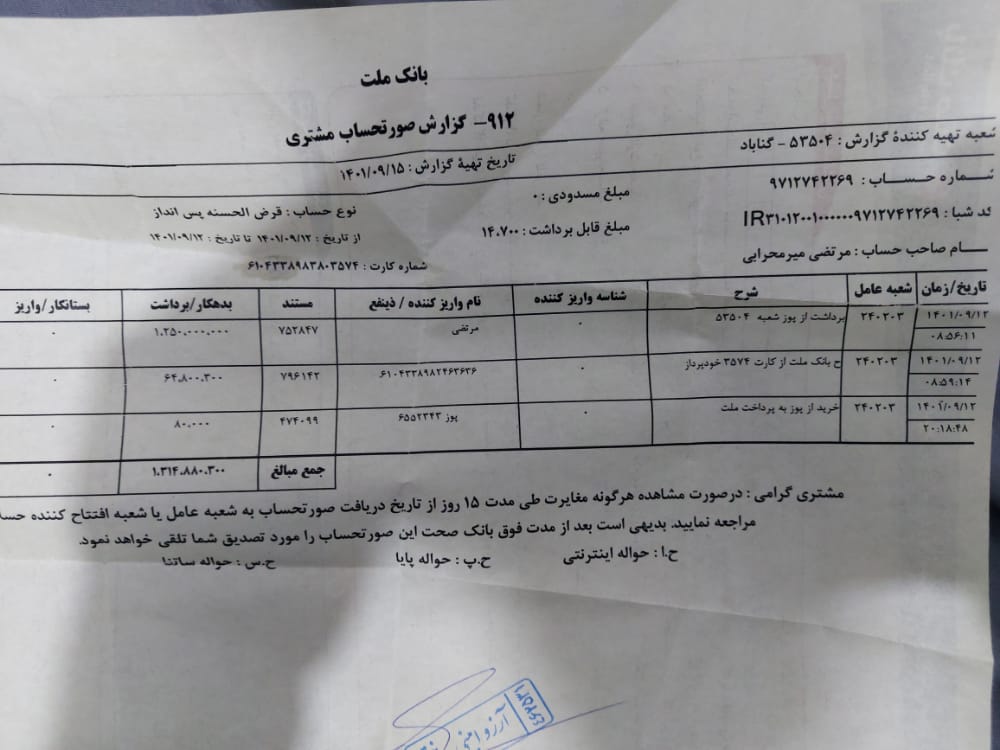 بانک ملت
۹۱۲- گزارش صورتحساب مشتری
شعبه تهیه کنندهٔ گزارش : ۵۳۵۰۴ - گناباد
تاریخ تهیهٔ گزارش : ۱۴۰۱/۰۹/۱۵
شماره حساب : ۹۷۱۲۷۴۲۲۶۹
مبلغ مسدودی : ۰
نوع حساب : قرض الحسنه پس انداز
کد شبا : IR۳۱۰۱۲۰۰۱۰۰۰۰۰۰۹۷۱۲۷۴۲۲۶۹
مبلغ قابل برداشت : ۱۴,۷۰۰
از تاریخ : ۱۴۰۱/۰۹/۱۲ تا تاریخ : ۱۴۰۱/۰۹/۱۲
نام صاحب حساب : مرتضی میرمحرابی
شماره کارت : ۶۱۰۴۳۳۸۹۸۳۸۰۳۵۷۴
تاریخ/زمان شعبه عامل شرح شناسه واریز کننده نام واریز کننده / ذینفع مستند بدهکار/برداشت بستانکار/واریز
۱۴۰۱/۰۹/۱۲ ۲۴۰۲۰۳ برداشت از پوز شعبه ۵۳۵۰۴ ۰ مرتضی ۷۵۲۸۴۷ ۱,۲۵۰,۰۰۰,۰۰۰ ۰
۰۸:۵۶:۱۱
۱۴۰۱/۰۹/۱۲ ۲۴۰۲۰۳ ح بانک ملت از کارت ۳۵۷۴ خودپرداز ۰ ۶۱۰۴۳۳۸۹۸۲۴۶۳۶۳۶ ۷۹۶۱۴۲ ۶۴,۸۰۰,۳۰۰ ۰
۰۸:۵۹:۱۴
۱۴۰۱/۰۹/۱۲ ۲۴۰۲۰۳ خرید از پوز به پرداخت ملت ۰ پوز ۶۵۵۲۳۴۳ ۴۷۴۰۹۹ ۸۰,۰۰۰ ۰
۲۰:۱۸:۴۸
جمع مبالغ ۱,۳۱۴,۸۸۰,۳۰۰ ۰
مشتری گرامی : درصورت مشاهده هرگونه مغایرت طی مدت ۱۵ روز از تاریخ دریافت صورتحساب به شعبه عامل یا شعبه افتتاح کننده
مراجعه نمایید. بدیهی است بعد از مدت فوق بانک صحت این صورتحساب را مورد تصدیق شما تلقی خواهد نمود.
ح.ا : حواله اینترنتی ح.پ : حواله پایا ح.س : حواله ساتنا
آرزو